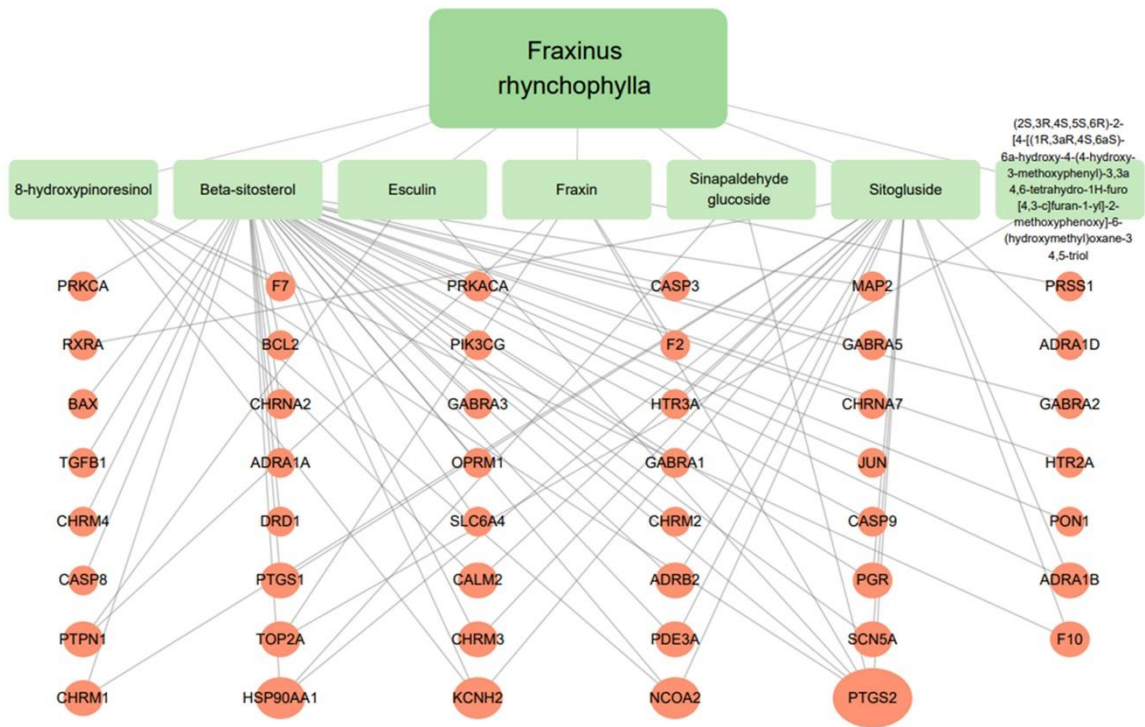 Fraxinus
rhynchophylla
8-hydroxypinoresinol
Beta-sitosterol
Esculin
Fraxin
Sinapaldehyde
glucoside
Sitogluside
(2S,3R,4S,5S,6R)-2-
[4-[(1R,3aR,4S,6aS)-
6a-hydroxy-4-(4-hydroxy-
3-methoxyphenyl)-3,3a
4,6-tetrahydro-1H-furo
[4,3-c]furan-1-yl]-2-
methoxyphenoxy]-6-
(hydroxymethyl)oxane-3
4,5-triol
PRKCA
F7
PRKACA
CASP3
MAP2
PRSS1
RXRA
BCL2
PIK3CG
F2
GABRA5
ADRA1D
BAX
CHRNA2
GABRA3
HTR3A
CHRNA7
GABRA2
TGFB1
ADRA1A
OPRM1
GABRA1
JUN
HTR2A
CHRM4
DRD1
SLC6A4
CHRM2
CASP9
PON1
CASP8
PTGS1
CALM2
ADRB2
PGR
ADRA1B
PTPN1
TOP2A
CHRM3
PDE3A
SCN5A
F10
CHRM1
HSP90AA1
KCNH2
NCOA2
PTGS2